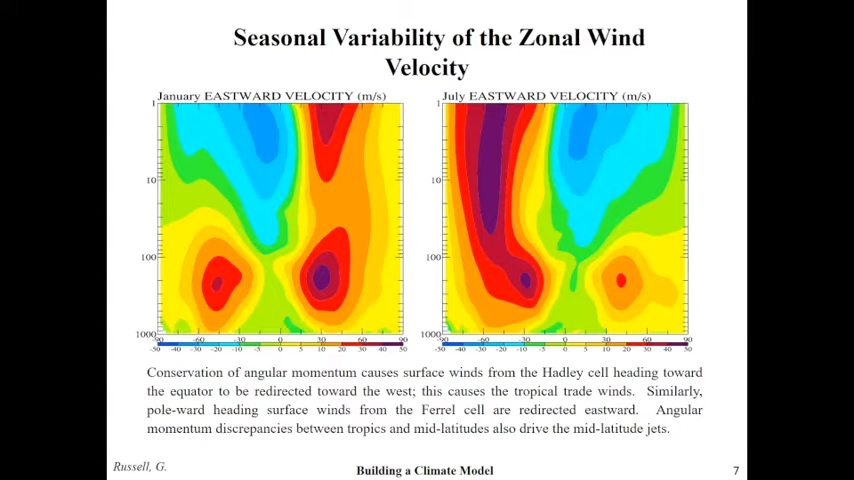 Seasonal Variability of the Zonal Wind
Velocity
January EASTWARD VELOCITY (m/s)
July EASTWARD VELOCITY (m/s)
1
10
100
1000
-90 -60 -30 0 30 60 90
-50 -40 -30 -20 -10 -5 0 5 10 20 30 40 50
1
10
100
1000
-90 -60 -30 0 30 60 90
-50 -40 -30 -20 -10 -5 0 5 10 20 30 40 50
Conservation of angular momentum causes surface winds from the Hadley cell heading toward
the equator to be redirected toward the west; this causes the tropical trade winds. Similarly,
pole-ward heading surface winds from the Ferrel cell are redirected eastward. Angular
momentum discrepancies between tropics and mid-latitudes also drive the mid-latitude jets.
Russell, G.
Building a Climate Model
7